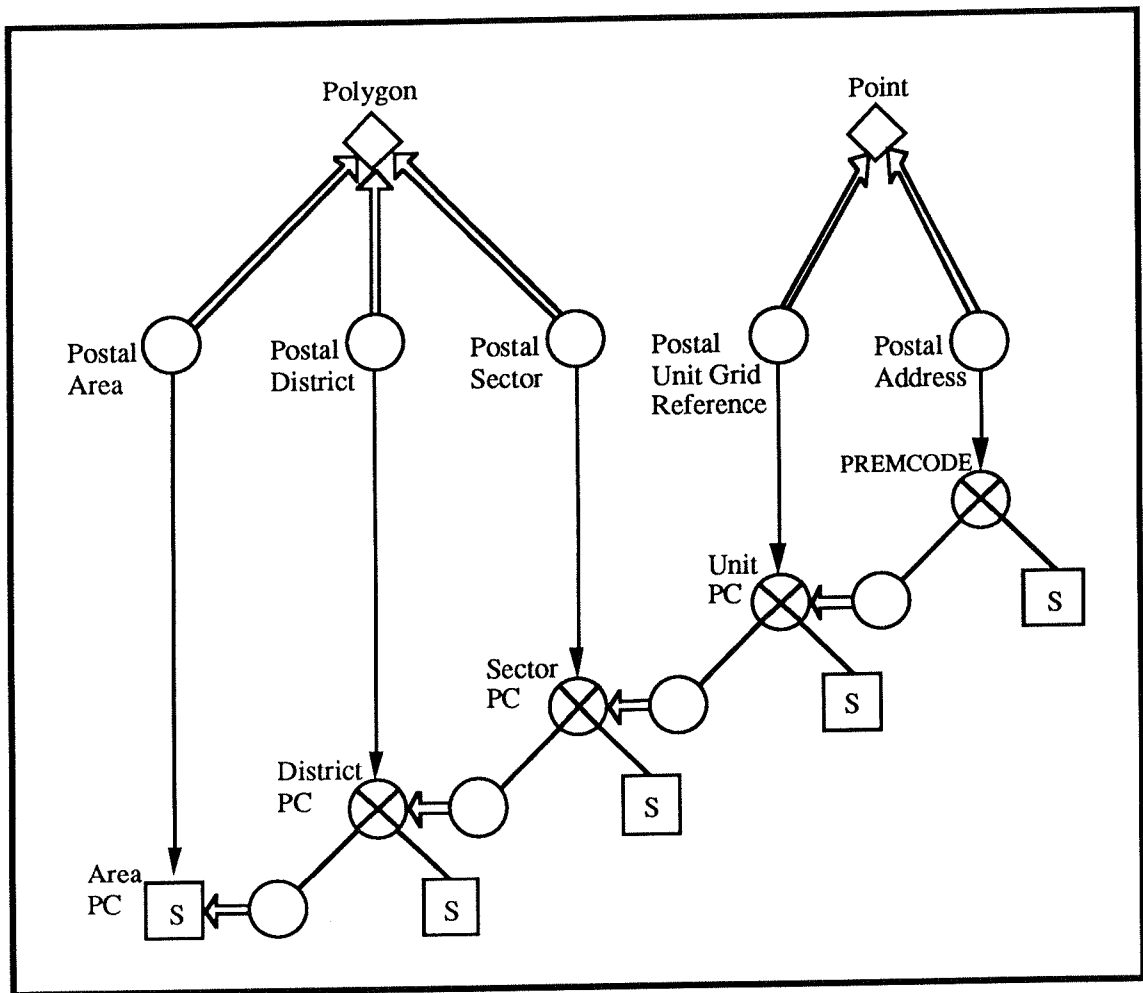 Polygon
Point
Postal
Area
Postal
District
Postal
Sector
Postal
Unit Grid
Reference
Postal
Address
PREMCODE
S
Unit
PC
S
Sector
PC
S
District
PC
S
Area
PC
S